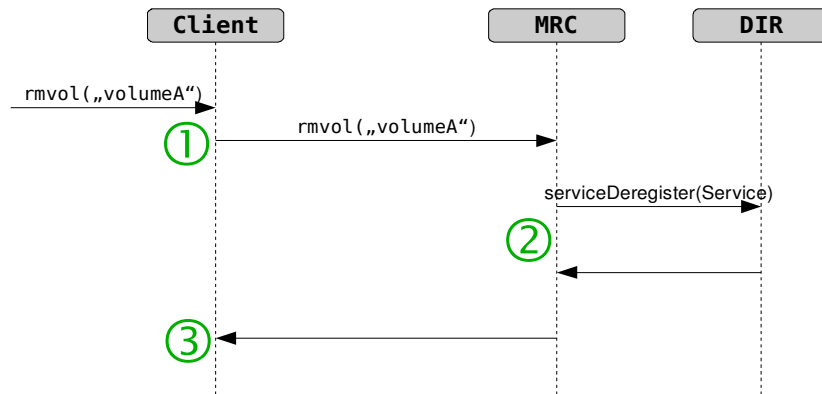 Client MRC DIR
rmvol(„volumeA“)
① rmvol(„volumeA“)
serviceDeregister(Service)
②
③